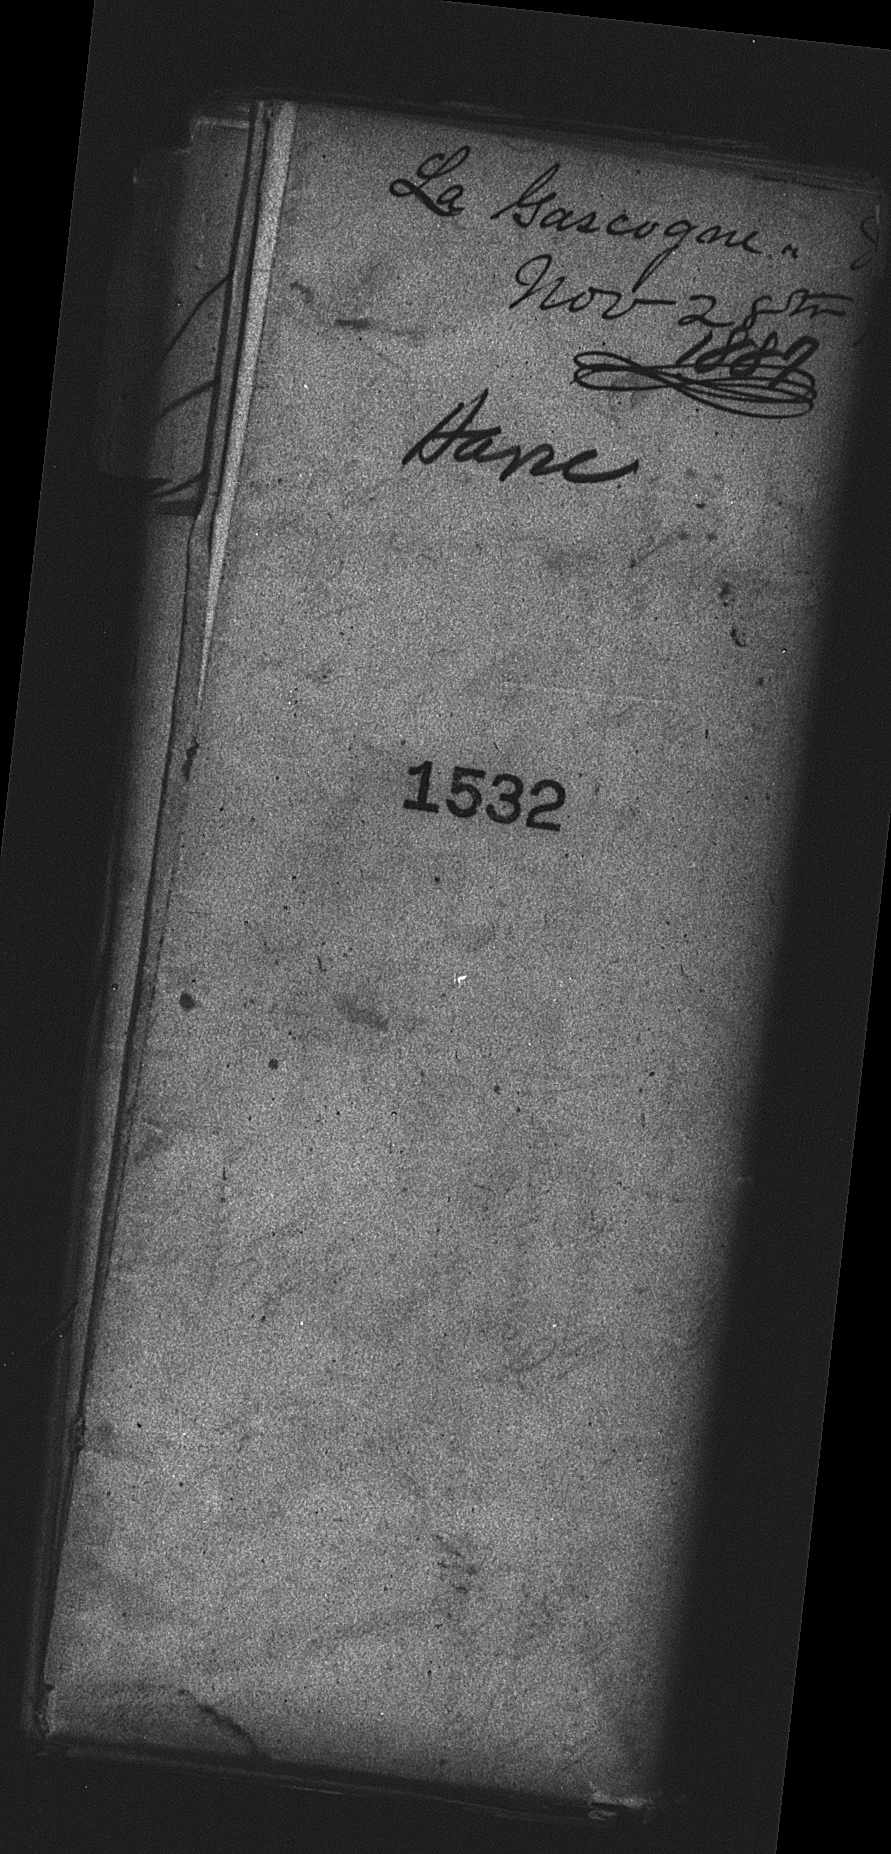 La Gascogne "
Nov 28th
1887
Havre
1532